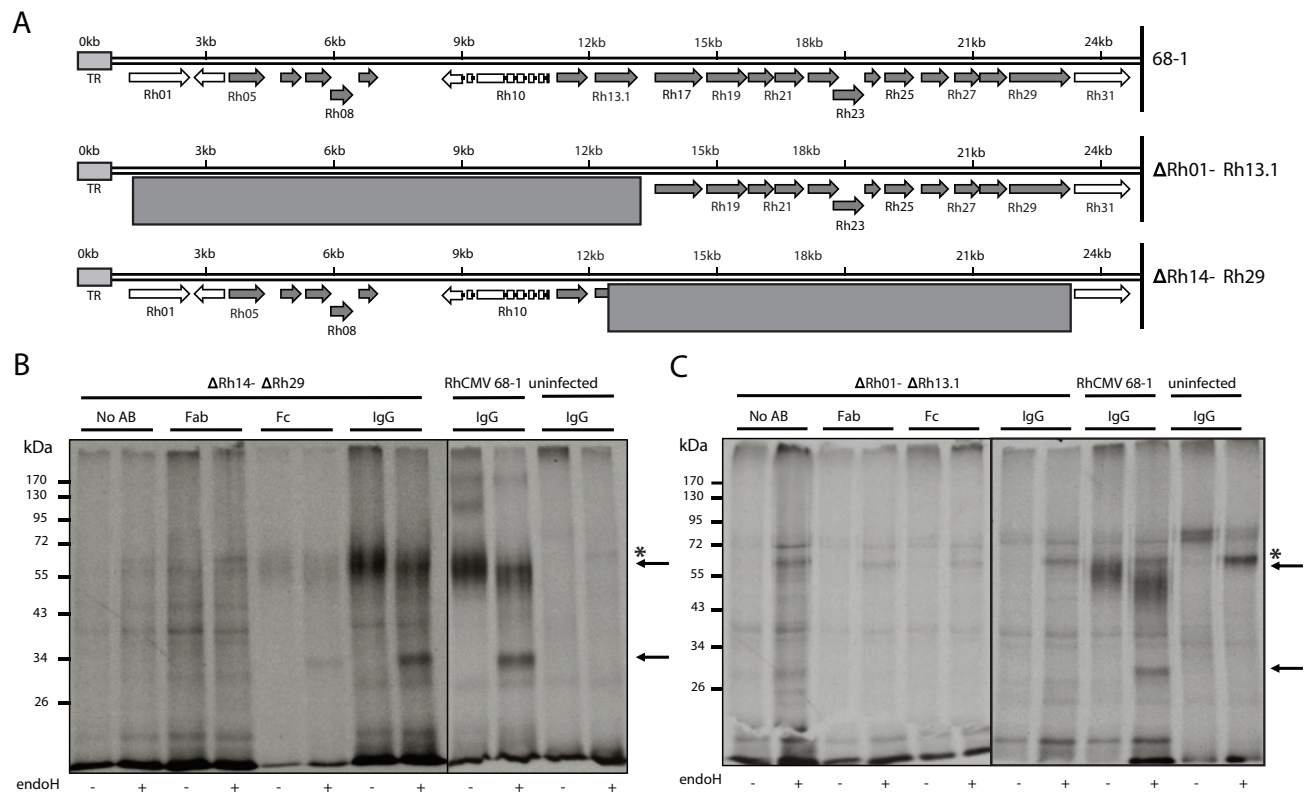 A
0kb 3kb 6kb 9kb 12kb 15kb 18kb 21kb 24kb
68-1
TR Rh01 Rh05 Rh08 Rh10 Rh13.1 Rh17 Rh19 Rh21 Rh23 Rh25 Rh27 Rh29 Rh31
0kb 3kb 6kb 9kb 12kb 15kb 18kb 21kb 24kb
ΔRh01- Rh13.1
TR Rh19 Rh21 Rh23 Rh25 Rh27 Rh29 Rh31
0kb 3kb 6kb 9kb 12kb 15kb 18kb 21kb 24kb
ΔRh14- Rh29
TR Rh01 Rh05 Rh08 Rh10
B
ΔRh14- ΔRh29 RhCMV 68-1 uninfected
No AB Fab Fc IgG IgG IgG
kDa
170
130
95
72
*
55
43
34
26
endoH - + - + - + - + - + - +
C
ΔRh01- ΔRh13.1 RhCMV 68-1 uninfected
No AB Fab Fc IgG IgG IgG
kDa
170
130
95
72
*
55
43
34
26
endoH - + - + - + - + - + - +